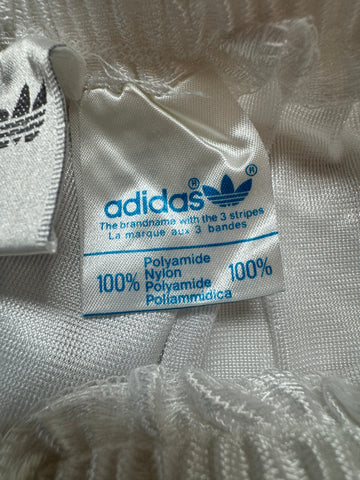 adidas ® ®
The brandname with the 3 stripes
La marque aux 3 bandes
100% Polyamide 100%
Nylon
Polyamide
Poliammidica